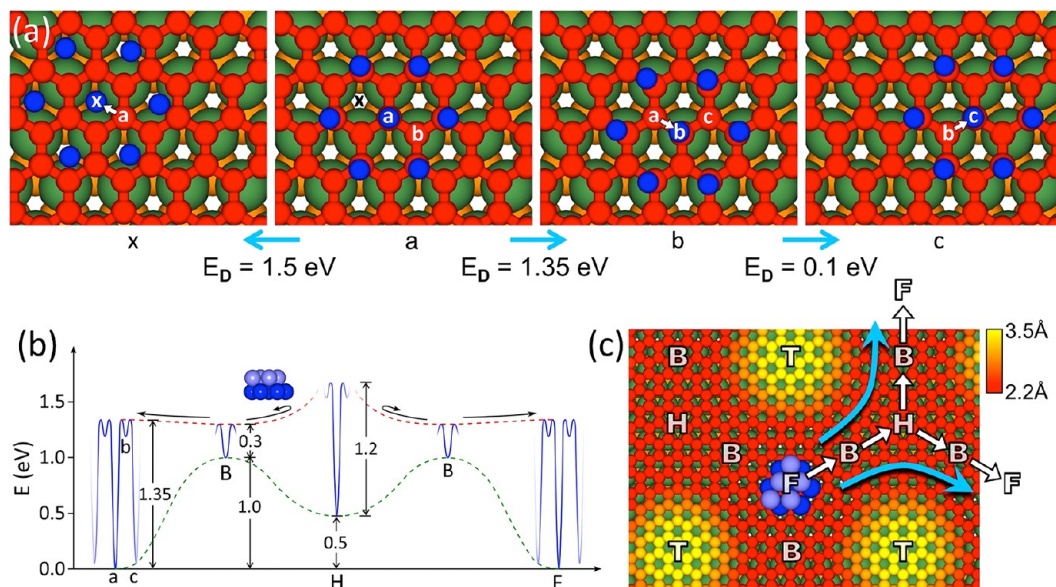 (a)
x
a
x
a
b
a
b
c
b
c
x
a
b
c
E_D = 1.5 eV
E_D = 1.35 eV
E_D = 0.1 eV
(b)
E (eV)
1.5
1.0
0.5
0.0
b
1.35
B
0.3
1.0
1.2
0.5
B
a
c
H
F
(c)
F
3.5Å
2.2Å
B
T
B
H
H
B
B
B
F
F
T
B
T